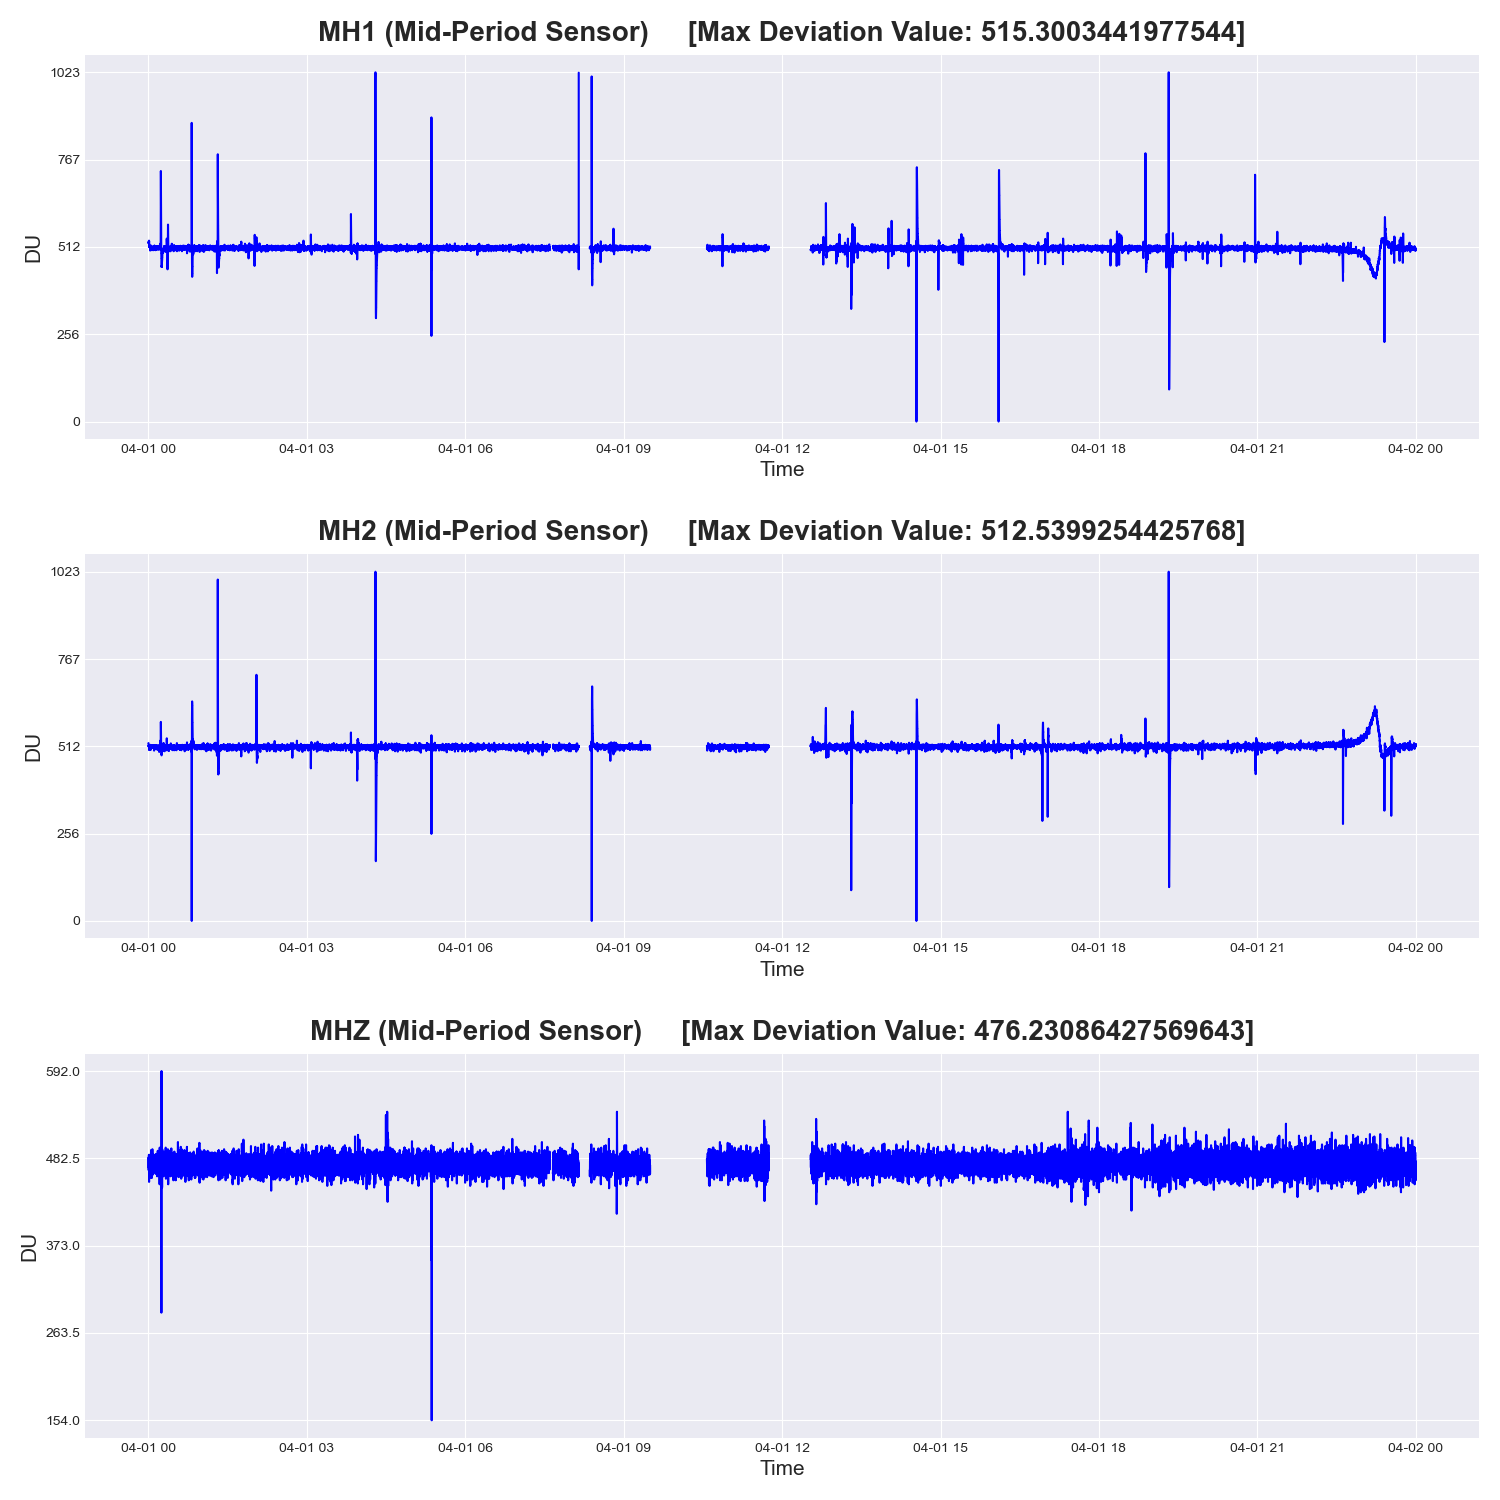 MH1 (Mid-Period Sensor) [Max Deviation Value: 515.3003441977544]
1023
767
512
256
0
DU
04-01 00 04-01 03 04-01 06 04-01 09 04-01 12 04-01 15 04-01 18 04-01 21 04-02 00
Time
MH2 (Mid-Period Sensor) [Max Deviation Value: 512.5399254425768]
1023
767
512
256
0
DU
04-01 00 04-01 03 04-01 06 04-01 09 04-01 12 04-01 15 04-01 18 04-01 21 04-02 00
Time
MHZ (Mid-Period Sensor) [Max Deviation Value: 476.23086427569643]
592.0
482.5
373.0
263.5
154.0
DU
04-01 00 04-01 03 04-01 06 04-01 09 04-01 12 04-01 15 04-01 18 04-01 21 04-02 00
Time